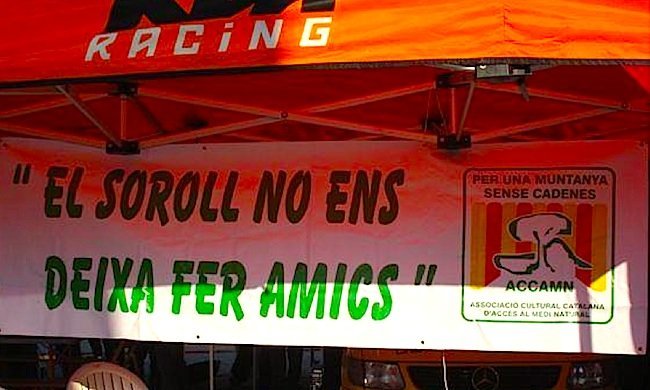 KTM
RACING
" EL SOROLL NO ENS
DEIXA FER AMICS "
PER UNA MUNTANYA
SENSE CADENES
ACCAMN
ASSOCIACIÓ CULTURAL CATALANA
D'ACCÉS AL MEDI NATURAL